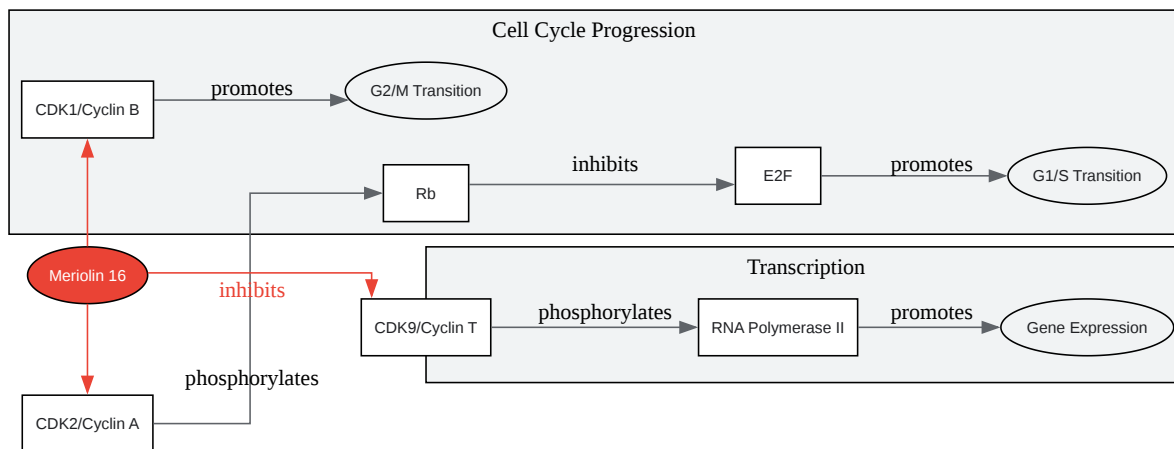 Cell Cycle Progression
CDK1/Cyclin B
promotes
G2/M Transition
Rb
inhibits
E2F
promotes
G1/S Transition
Meriolin 16
inhibits
Transcription
CDK9/Cyclin T
phosphorylates
RNA Polymerase II
promotes
Gene Expression
phosphorylates
CDK2/Cyclin A